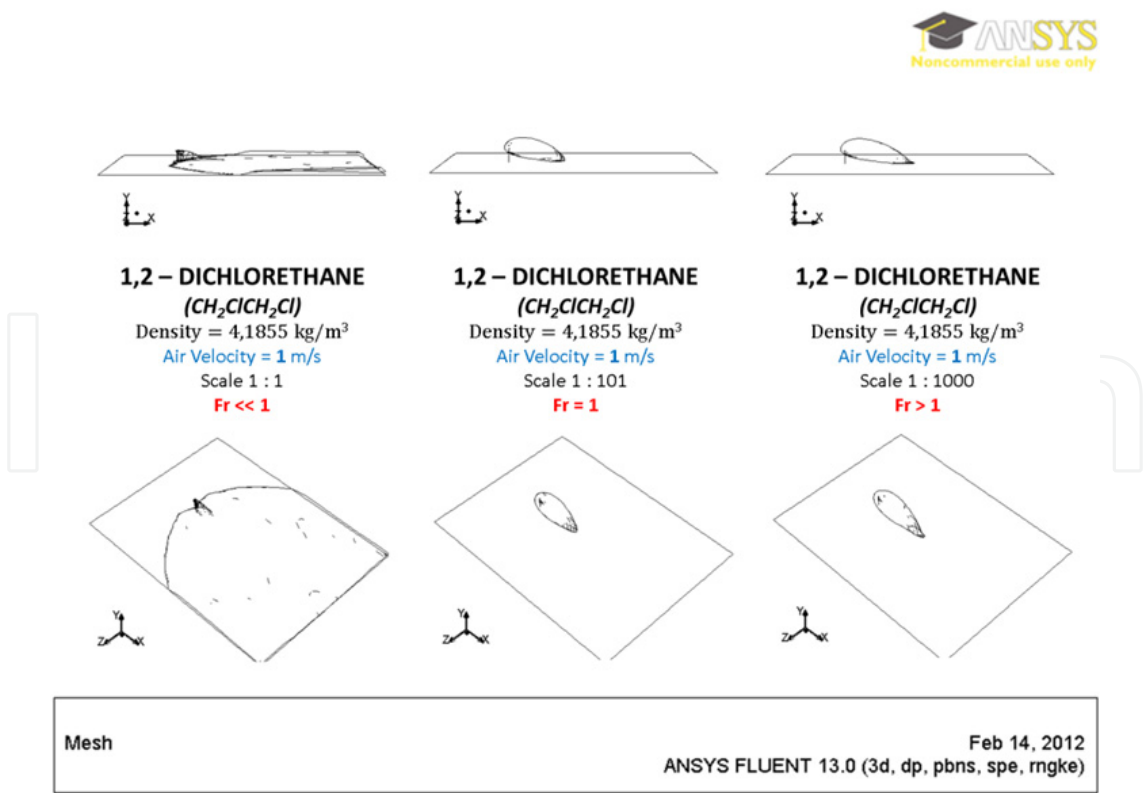 ANSYS
Noncommercial use only
Y
Z
X
Y
Z
X
Y
Z
X
1,2 – DICHLORETHANE
(CH₂ClCH₂Cl)
Density = 4,1855 kg/m³
Air Velocity = 1 m/s
Scale 1 : 1
Fr << 1
1,2 – DICHLORETHANE
(CH₂ClCH₂Cl)
Density = 4,1855 kg/m³
Air Velocity = 1 m/s
Scale 1 : 101
Fr = 1
1,2 – DICHLORETHANE
(CH₂ClCH₂Cl)
Density = 4,1855 kg/m³
Air Velocity = 1 m/s
Scale 1 : 1000
Fr > 1
Y
Z
X
Y
Z
X
Y
Z
X
Mesh
Feb 14, 2012
ANSYS FLUENT 13.0 (3d, dp, pbns, spe, rngke)